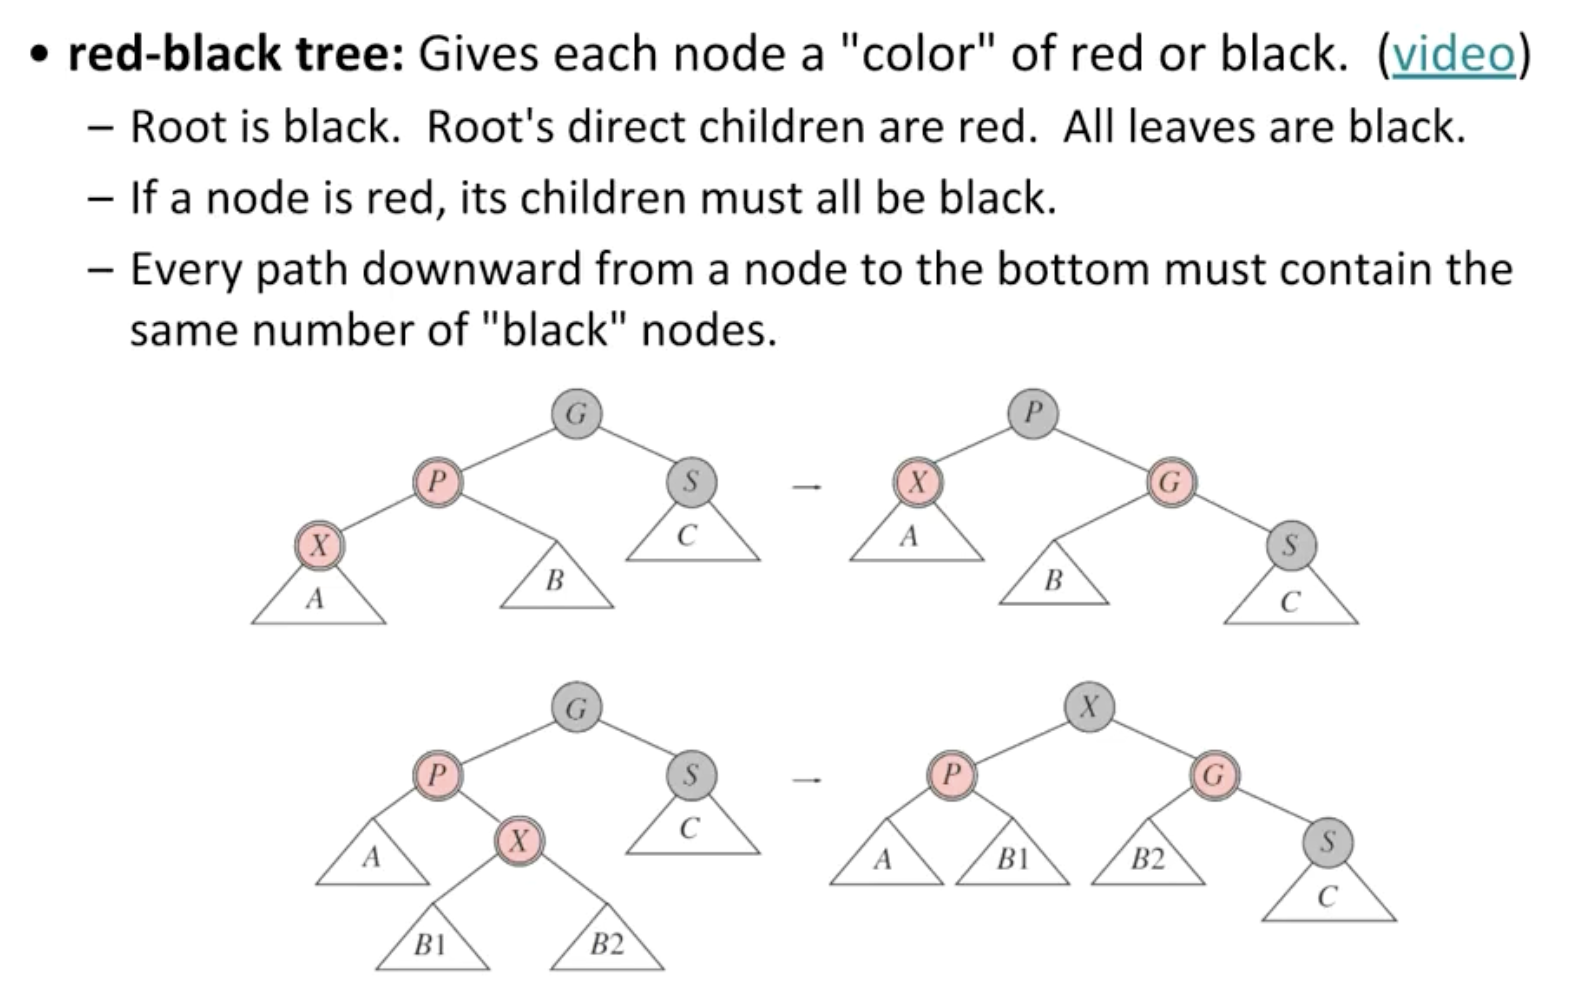 • red-black tree: Gives each node a "color" of red or black. (video)
– Root is black. Root's direct children are red. All leaves are black.
– If a node is red, its children must all be black.
– Every path downward from a node to the bottom must contain the
same number of "black" nodes.
G
P
P
S
X
G
X
C
A
S
B
B
A
C
G
X
P
S
P
G
X
C
S
A
A
B1
B2
C
B1
B2